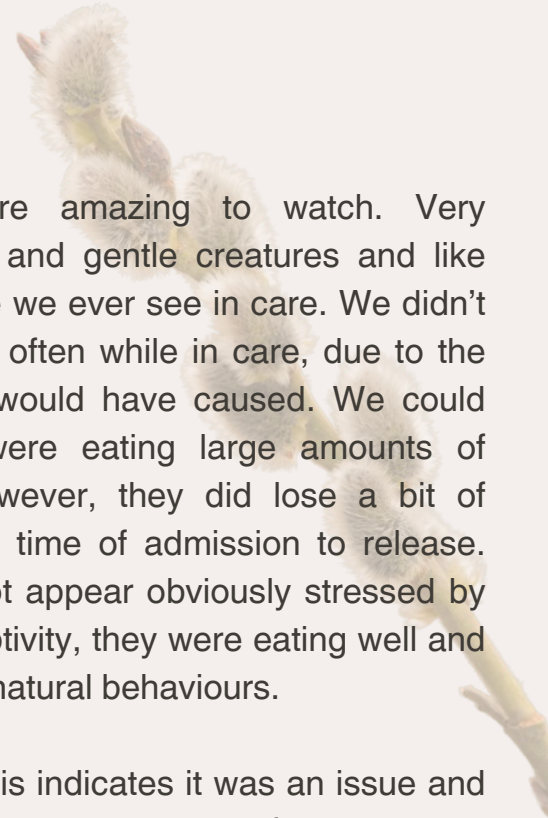 re amazing to watch. Very
and gentle creatures and like
we ever see in care. We didn’t
often while in care, due to the
would have caused. We could
were eating large amounts of
wever, they did lose a bit of
time of admission to release.
ot appear obviously stressed by
ptivity, they were eating well and
natural behaviours.
is indicates it was an issue and